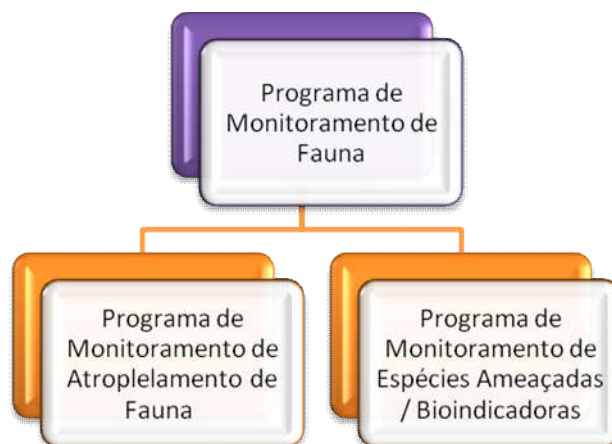 Programa de
Monitoramento de
Fauna
Programa de
Monitoramento de
Atroplelamento de
Fauna
Programa de
Monitoramento de
Espécies Ameaçadas
/ Bioindicadoras